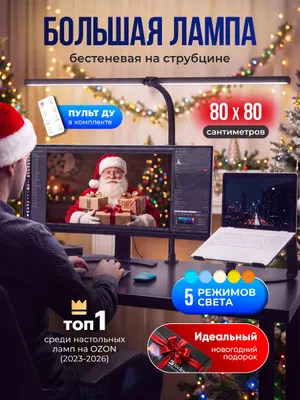 БОЛЬШАЯ ЛАМПА
бестеневая на струбцине
ПУЛЬТ ДУ
в комплекте
80 x 80
сантиметров
5 РЕЖИМОВ
СВЕТА
ТОП 1
среди настольных
ламп на OZON
(2023-2026)
Идеальный
новогодний
подарок